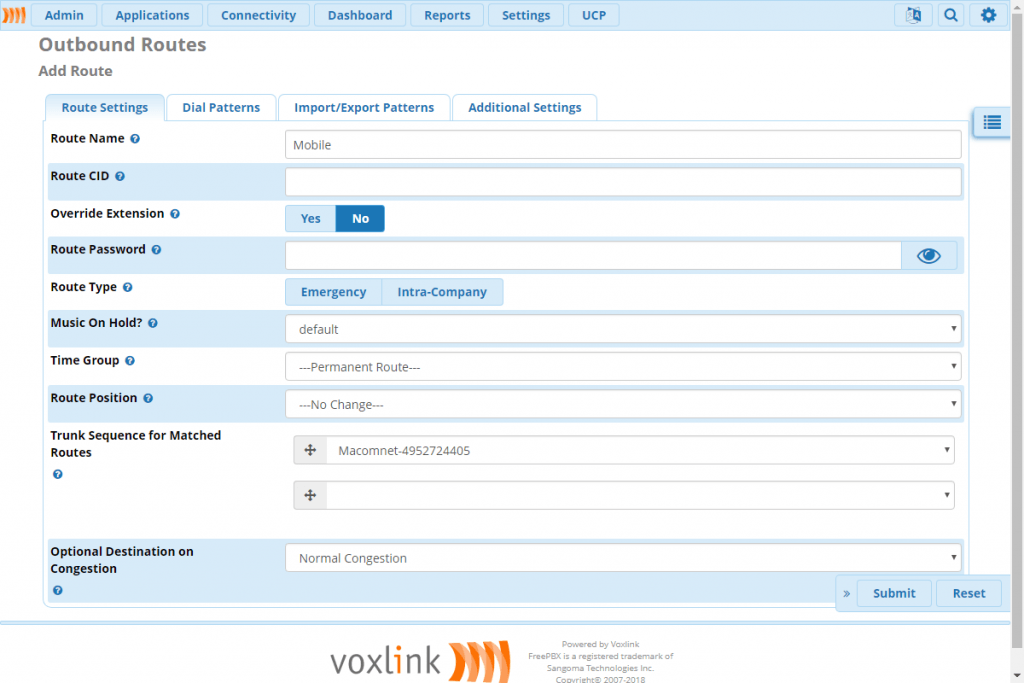 Admin Applications Connectivity Dashboard Reports Settings UCP
Outbound Routes
Add Route
Route Settings Dial Patterns Import/Export Patterns Additional Settings
Route Name Mobile
Route CID
Override Extension Yes No
Route Password
Route Type Emergency Intra-Company
Music On Hold? default
Time Group ---Permanent Route---
Route Position ---No Change---
Trunk Sequence for Matched
Routes
Macomnet-4952724405
Optional Destination on
Congestion
Normal Congestion
» Submit Reset
voxlink
Powered by Voxlink
FreePBX is a registered trademark of
Sangoma Technologies Inc.
Copyright© 2007-2018